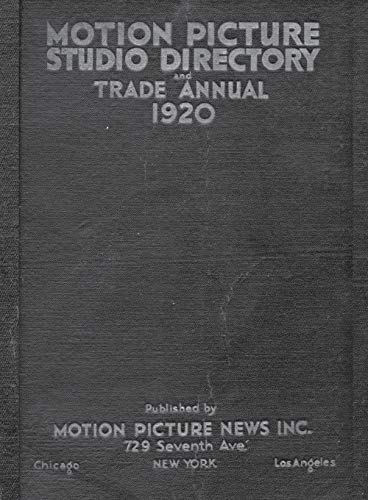 MOTION PICTURE
STUDIO DIRECTORY
and
TRADE ANNUAL
1920
Published by
MOTION PICTURE NEWS INC.
729 Seventh Ave.
Chicago NEW YORK Los Angeles